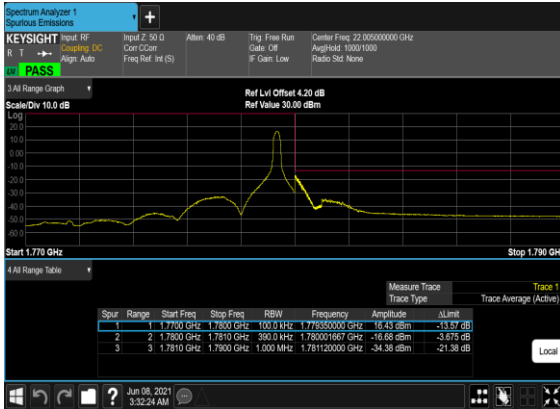 Spectrum Analyzer 1
Spurious Emissions
+
KEYSIGHT
R T
Input: RF
Coupling: DC
Align: Auto
Input Z: 50 Ω
Corr CCorr
Freq Ref: Int (S)
Atten: 40 dB
Trig: Free Run
Gate: Off
IF Gain: Low
Center Freq: 22.005000000 GHz
Avg|Hold: 1000/1000
Radio Std: None
PASS
3 All Range Graph
Ref Lvl Offset 4.20 dB
Scale/Div 10.0 dB
Ref Value 30.00 dBm
Log
20.0
10.0
0.00
-10.0
-20.0
-30.0
-40.0
-50.0
-60.0
Start 1.770 GHz
Stop 1.790 GH
4 All Range Table
Measure Trace Trace 1
Trace Type Trace Average (Active)
Spur Range Start Freq Stop Freq RBW Frequency Amplitude ΔLimit
1 1 1.7700 GHz 1.7800 GHz 100.0 kHz 1.779350000 GHz 16.43 dBm -13.57 dB
2 2 1.7800 GHz 1.7810 GHz 390.0 kHz 1.780001667 GHz -16.68 dBm -3.675 dB
3 3 1.7810 GHz 1.7900 GHz 1.000 MHz 1.781120000 GHz -34.38 dBm -21.38 dB
Local
?
Jun 08, 2021
3:32:24 AM